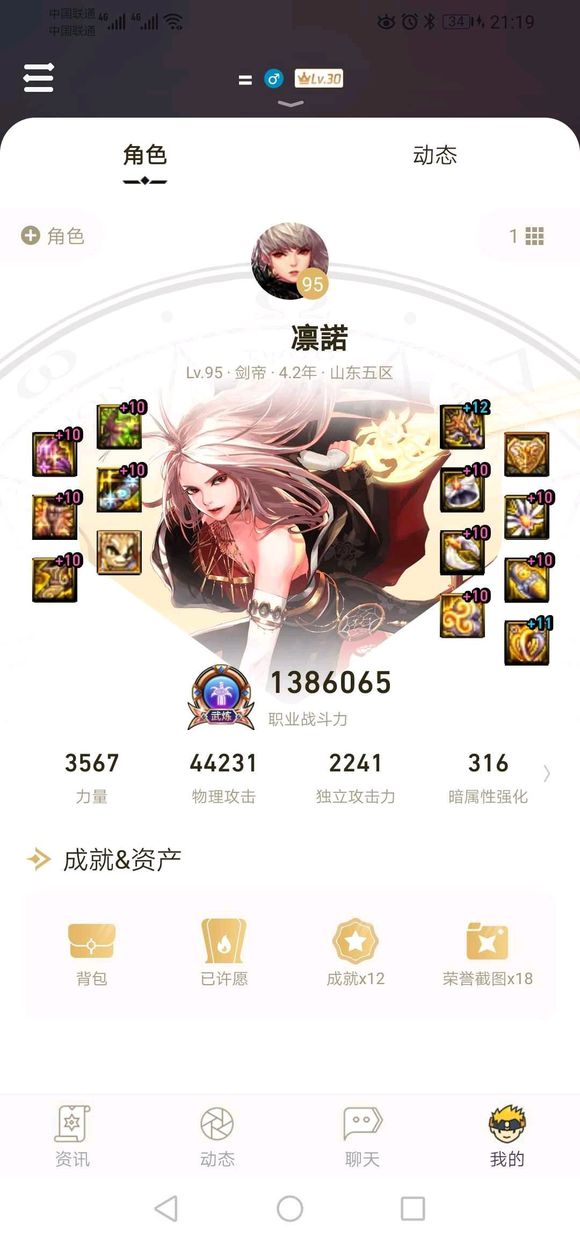 中国联通 4G 4G 34 21:19
中国联通
= Lv.30
角色 动态
角色 1
95
凛諾
Lv.95 · 剑帝 · 4.2年 · 山东五区
+10 +12
+10
+10 +10
+10 +10
+10
+10
+10 +10
+11
武炼
1386065
职业战斗力
3567 44231 2241 316
力量 物理攻击 独立攻击力 暗属性强化
成就&资产
背包 已许愿 成就x12 荣誉截图x18
资讯 动态 聊天 我的